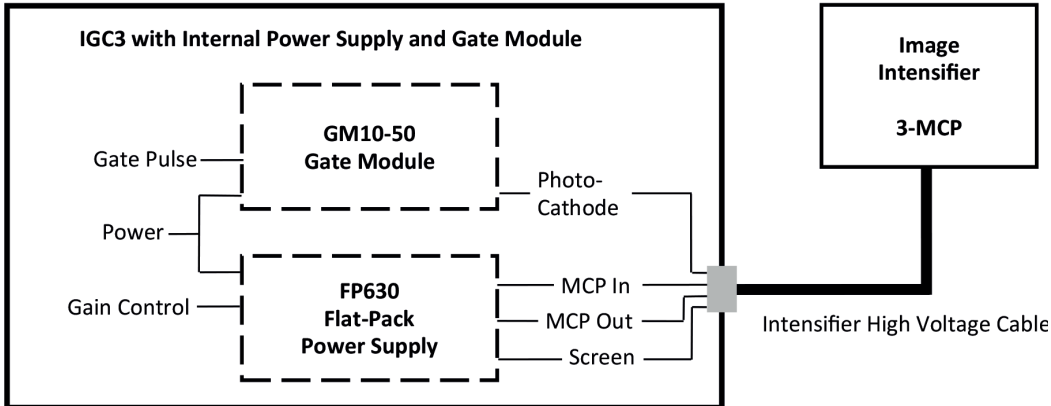 IGC3 with Internal Power Supply and Gate Module
Image
Intensifier
3-MCP
GM10-50
Gate Module
Gate Pulse
Photo-
Cathode
Power
FP630
Flat-Pack
Power Supply
Gain Control
MCP In
MCP Out
Screen
Intensifier High Voltage Cable